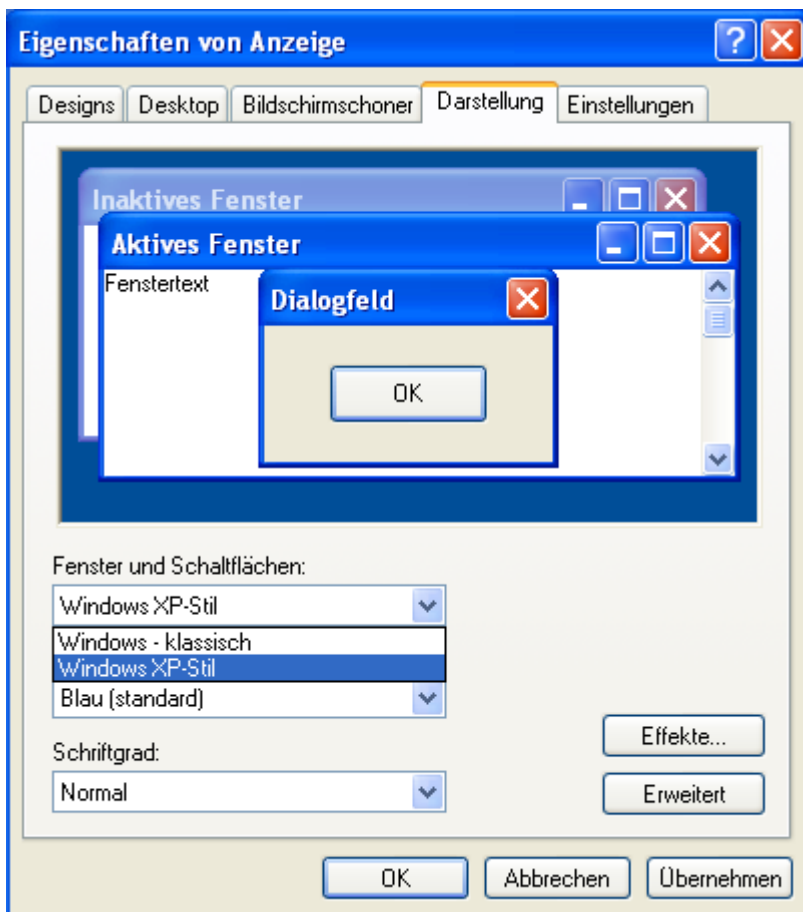 Eigenschaften von Anzeige
Designs Desktop Bildschirmschoner Darstellung Einstellungen
Inaktives Fenster
Aktives Fenster
Fenstertext
Dialogfeld
OK
Fenster und Schaltflächen:
Windows XP-Stil
Windows - klassisch
Windows XP-Stil
Blau (standard)
Effekte...
Schriftgrad:
Normal
Erweitert
OK Abbrechen Übernehmen